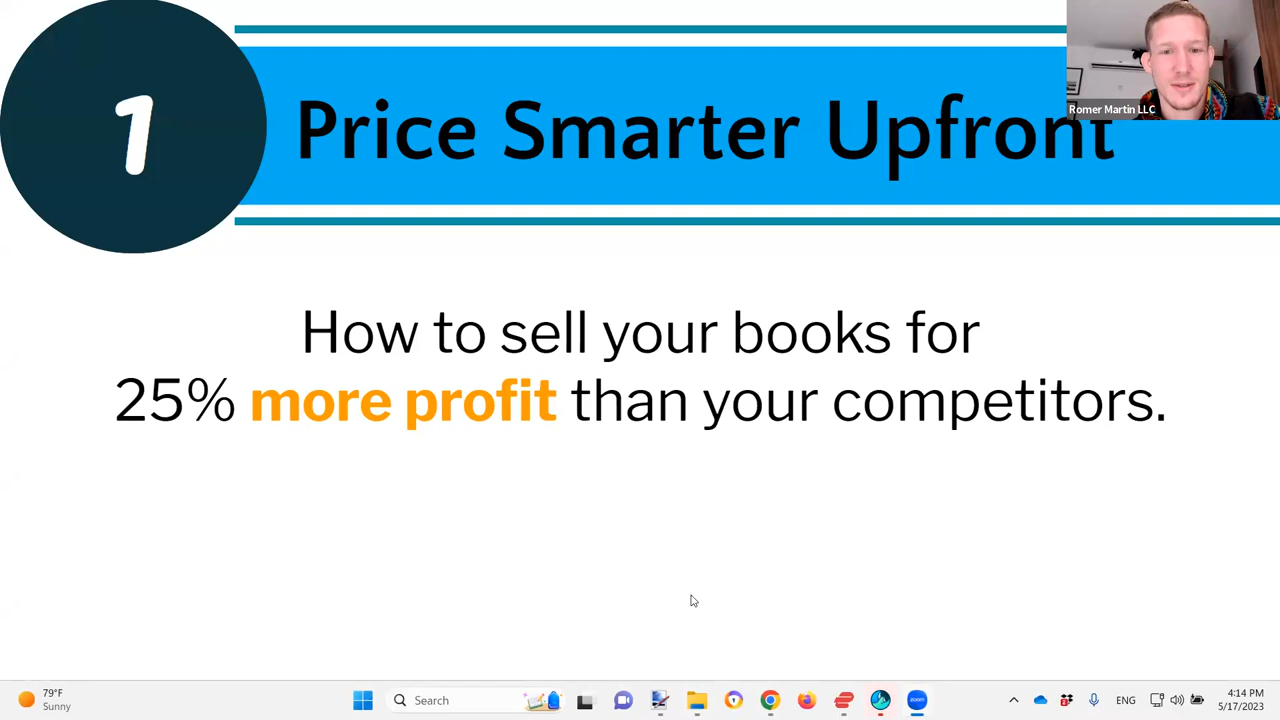 1
Price Smarter Upfront
Romer Martin LLC
How to sell your books for
25% more profit than your competitors.
79°F
Sunny
Search
zoom
ENG
4:14 PM
5/17/2023